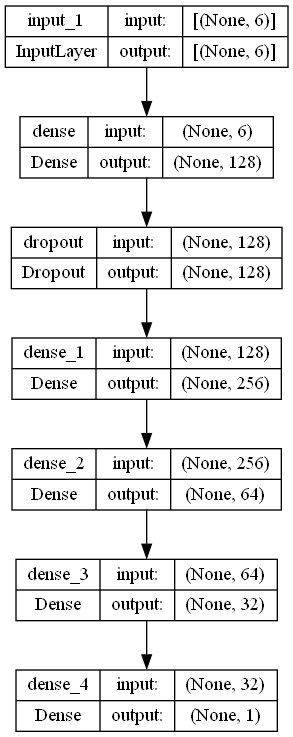 input_1 input: [(None, 6)]
InputLayer output: [(None, 6)]
dense input: (None, 6)
Dense output: (None, 128)
dropout input: (None, 128)
Dropout output: (None, 128)
dense_1 input: (None, 128)
Dense output: (None, 256)
dense_2 input: (None, 256)
Dense output: (None, 64)
dense_3 input: (None, 64)
Dense output: (None, 32)
dense_4 input: (None, 32)
Dense output: (None, 1)